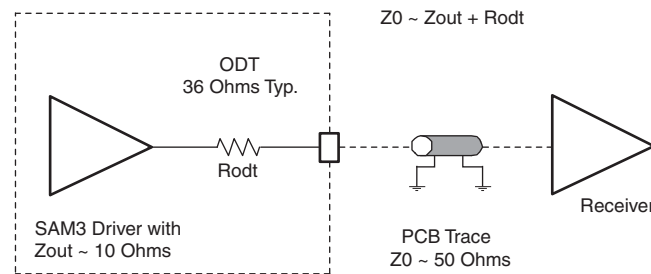 Z0 ~ Zout + Rodt
ODT
36 Ohms Typ.
Rodt
Receiver
SAM3 Driver with
Zout ~ 10 Ohms
PCB Trace
Z0 ~ 50 Ohms